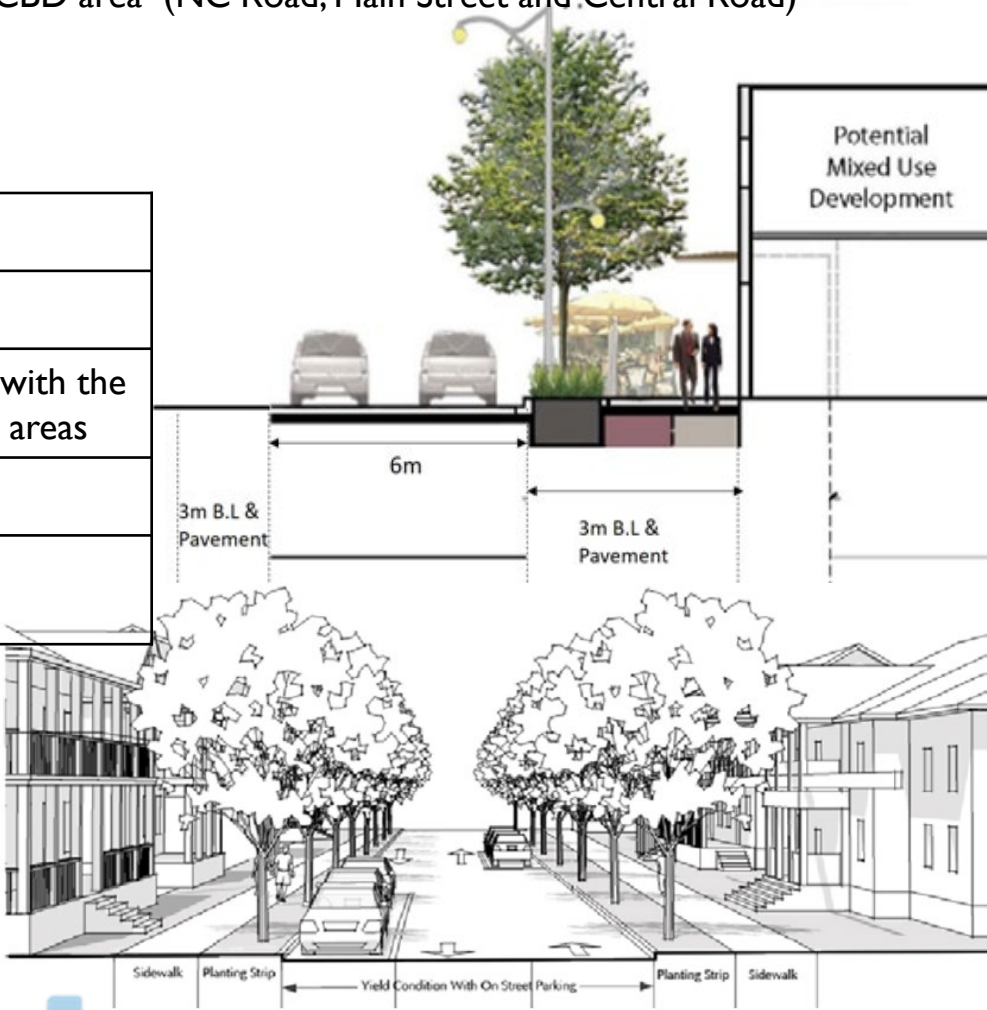 CBD area (NC Road, Main Street and Central Road)
Potential
Mixed Use
Development
with the
areas
6m
3m B.L &
Pavement
3m B.L &
Pavement
Sidewalk
Planting Strip
Yield Condition With On Street Parking
Planting Strip
Sidewalk